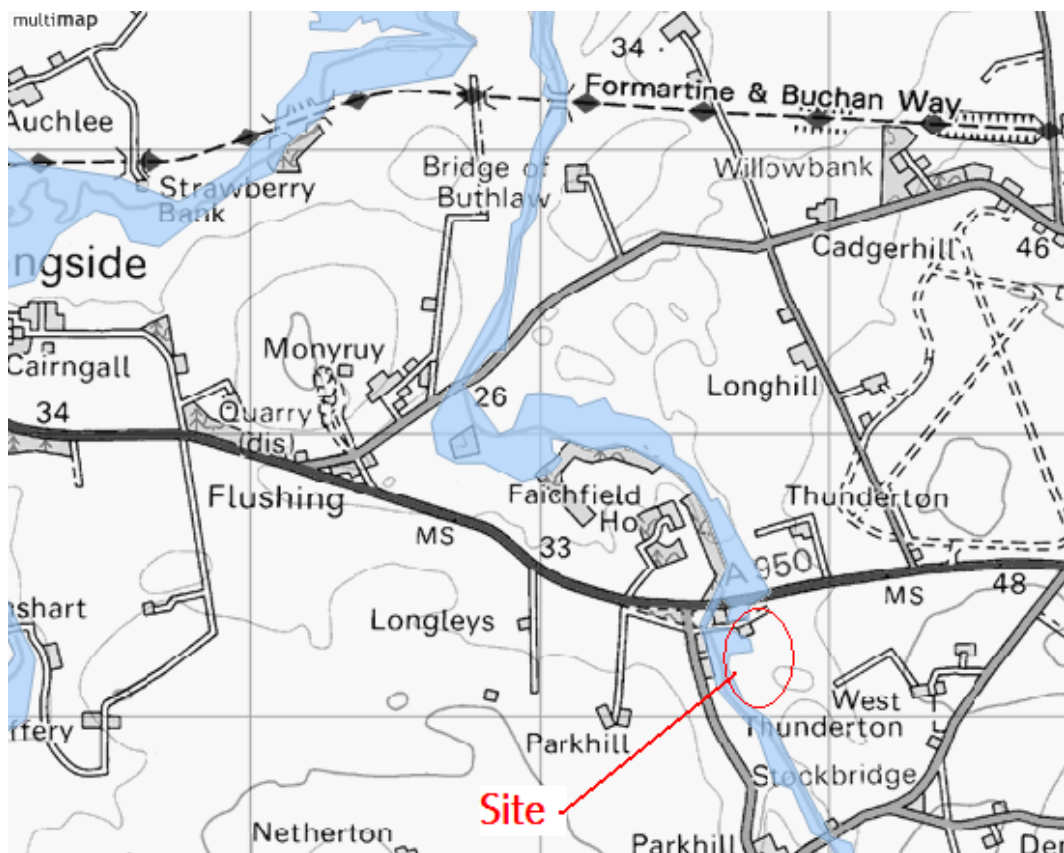 multimap
34
Formartine & Buchan Way
Auchlee
Strawberry
Bank
Bridge of
Buthlaw
Willowbank
Cadgerhill
46
ngside
Cairngall
Monyruy
34
Quarry
(dis)
26
Longhill
Flushing
Faichfield
Ho
Thunderton
MS
33
A 950
MS
48
shart
Longleys
West
Thunderton
ffery
Parkhill
Stockbridge
Site
Netherton
Parkhill
De